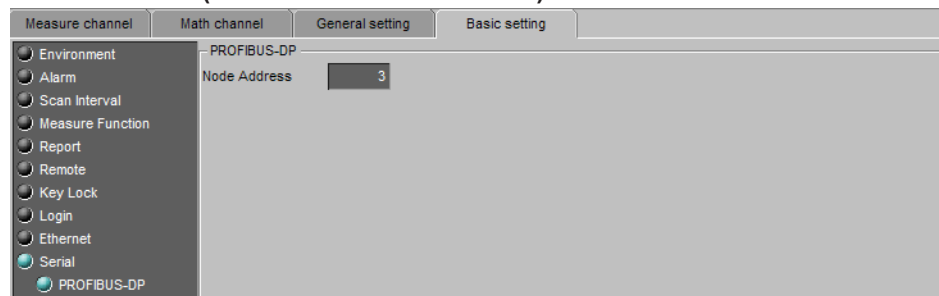 Measure channel Math channel General setting Basic setting
Environment
Alarm
Scan Interval
Measure Function
Report
Remote
Key Lock
Login
Ethernet
Serial
PROFIBUS-DP
PROFIBUS-DP
Node Address 3